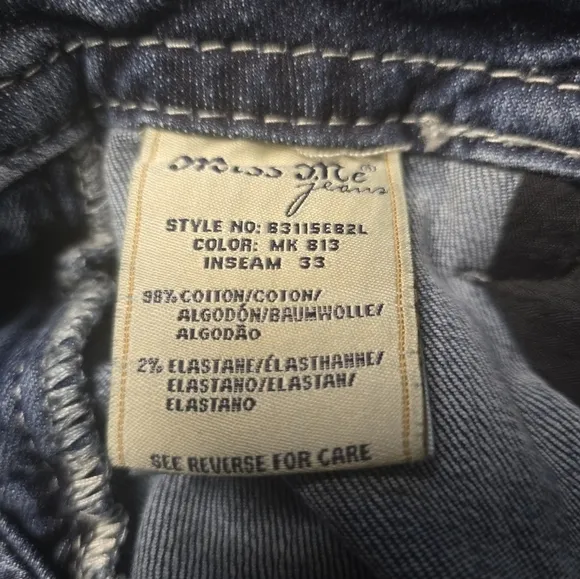 Miss Me®
jeans
STYLE NO: B3115EB2L
COLOR: MK 813
INSEAM 33
98% COTTON/COTON/
ALGODÓN/BAUMWOLLE/
ALGODÃO
2% ELASTANE/ÉLASTHANNE/
ELASTANO/ELASTAN/
ELASTANO
SEE REVERSE FOR CARE